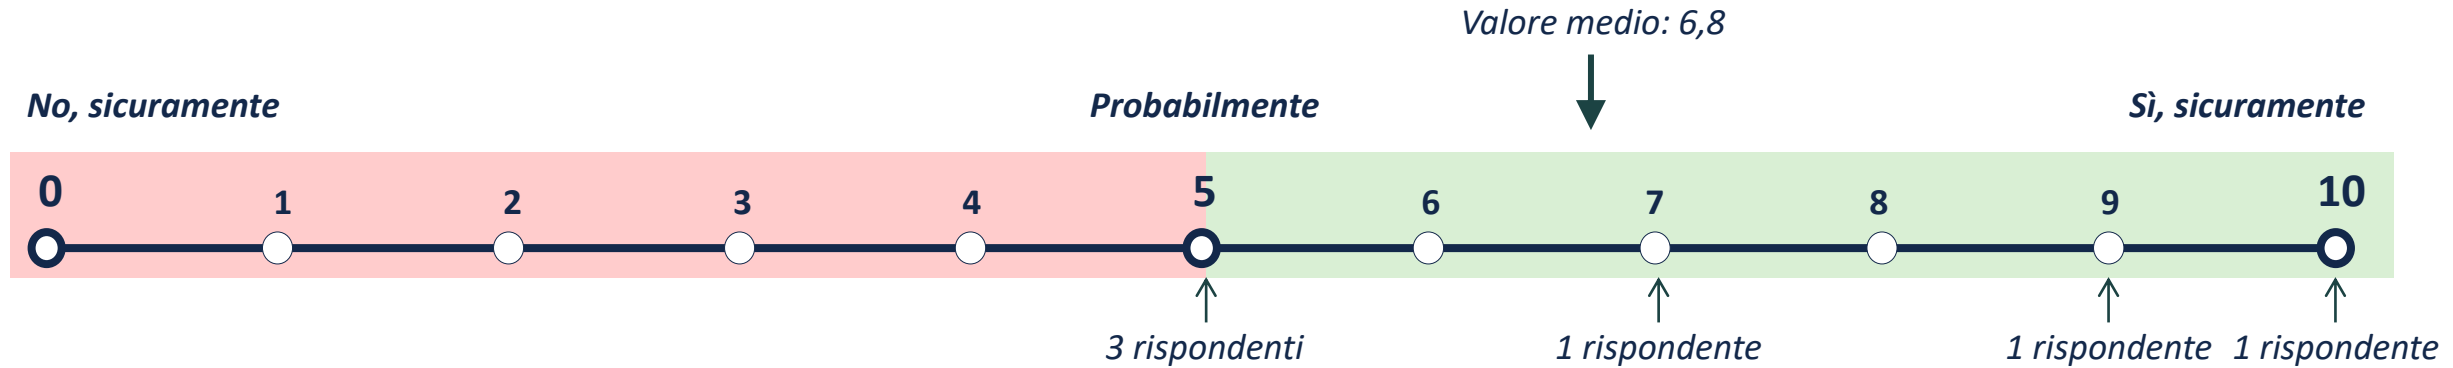 Valore medio: 6,8
No, sicuramente Probabilmente Sì, sicuramente
0 1 2 3 4 5 6 7 8 9 10
3 rispondenti 1 rispondente 1 rispondente 1 rispondente